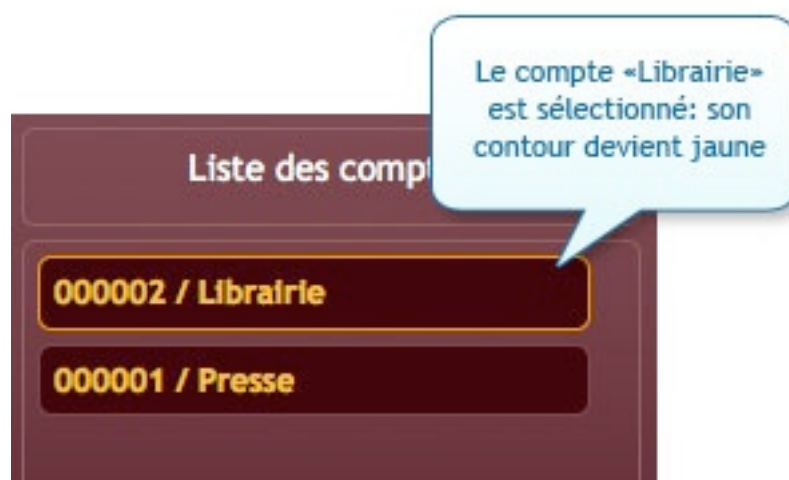 Le compte «Librairie»
est sélectionné: son
contour devient jaune
Liste des compt
000002 / Librairie
000001 / Presse